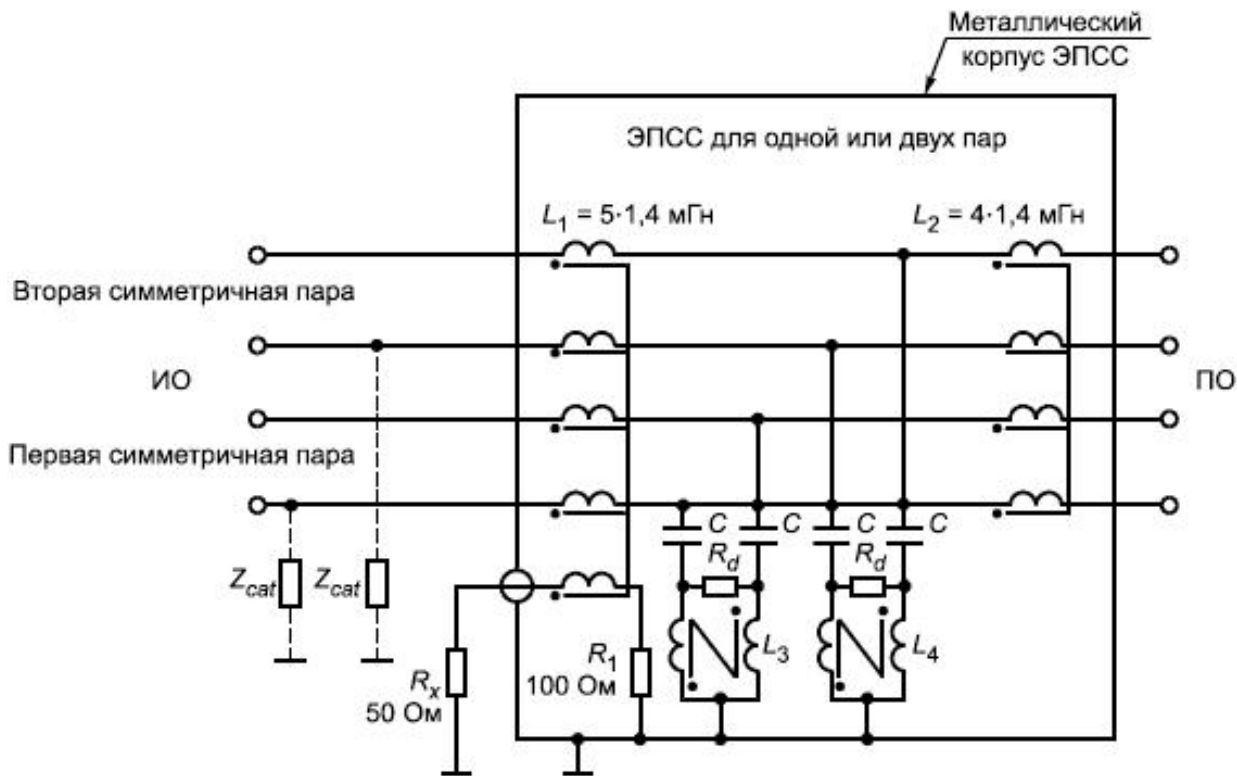 Металлический
корпус ЭПСС
ЭПСС для одной или двух пар
L1 = 5·1,4 мГн
L2 = 4·1,4 мГн
Вторая симметричная пара
ИО
ПО
Первая симметричная пара
C
C
C
C
Rd
Rd
Zcat
Zcat
L3
L4
R1
100 Ом
Rx
50 Ом